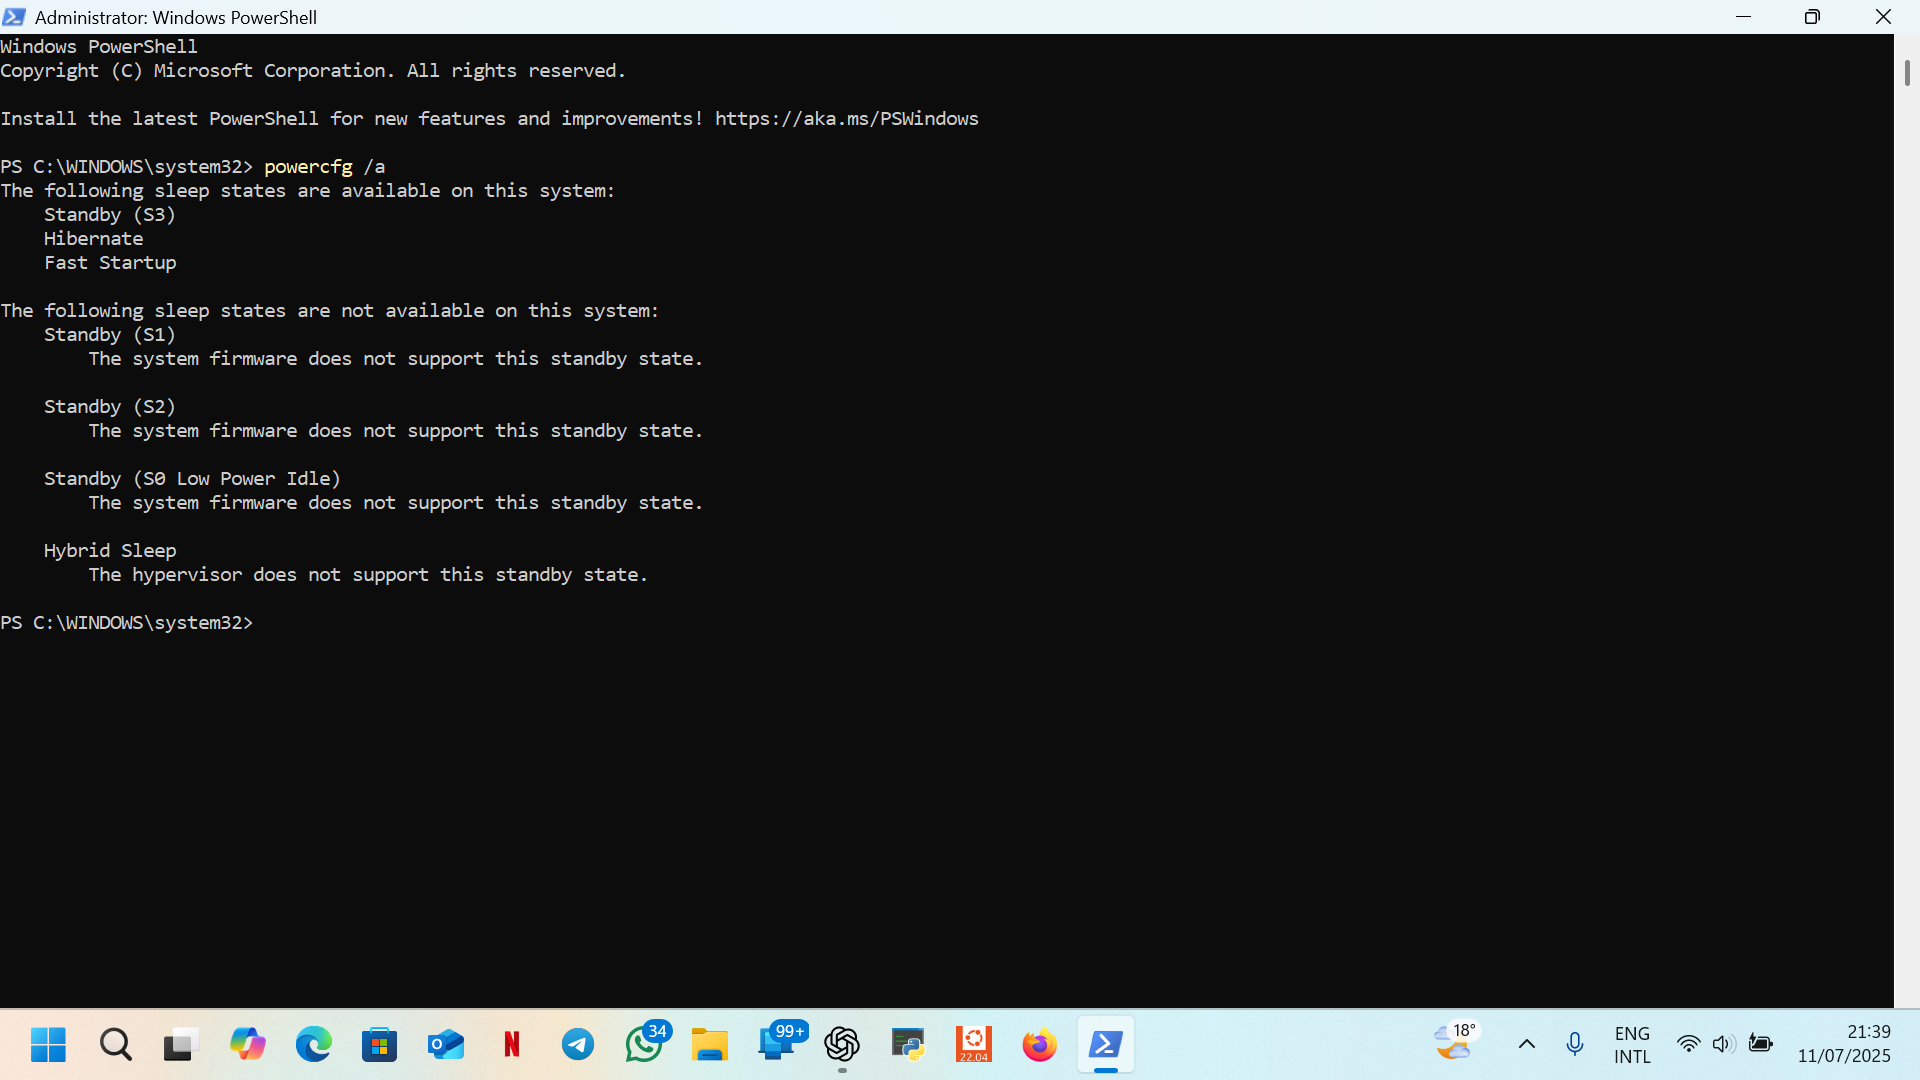 Administrator: Windows PowerShell
Windows PowerShell
Copyright (C) Microsoft Corporation. All rights reserved.
Install the latest PowerShell for new features and improvements! https://aka.ms/PSWindows
PS C:\WINDOWS\system32> powercfg /a
The following sleep states are available on this system:
    Standby (S3)
    Hibernate
    Fast Startup
The following sleep states are not available on this system:
    Standby (S1)
        The system firmware does not support this standby state.
    Standby (S2)
        The system firmware does not support this standby state.
    Standby (S0 Low Power Idle)
        The system firmware does not support this standby state.
    Hybrid Sleep
        The hypervisor does not support this standby state.
PS C:\WINDOWS\system32>
34
99+
22.04
18°
ENG
INTL
21:39
11/07/2025